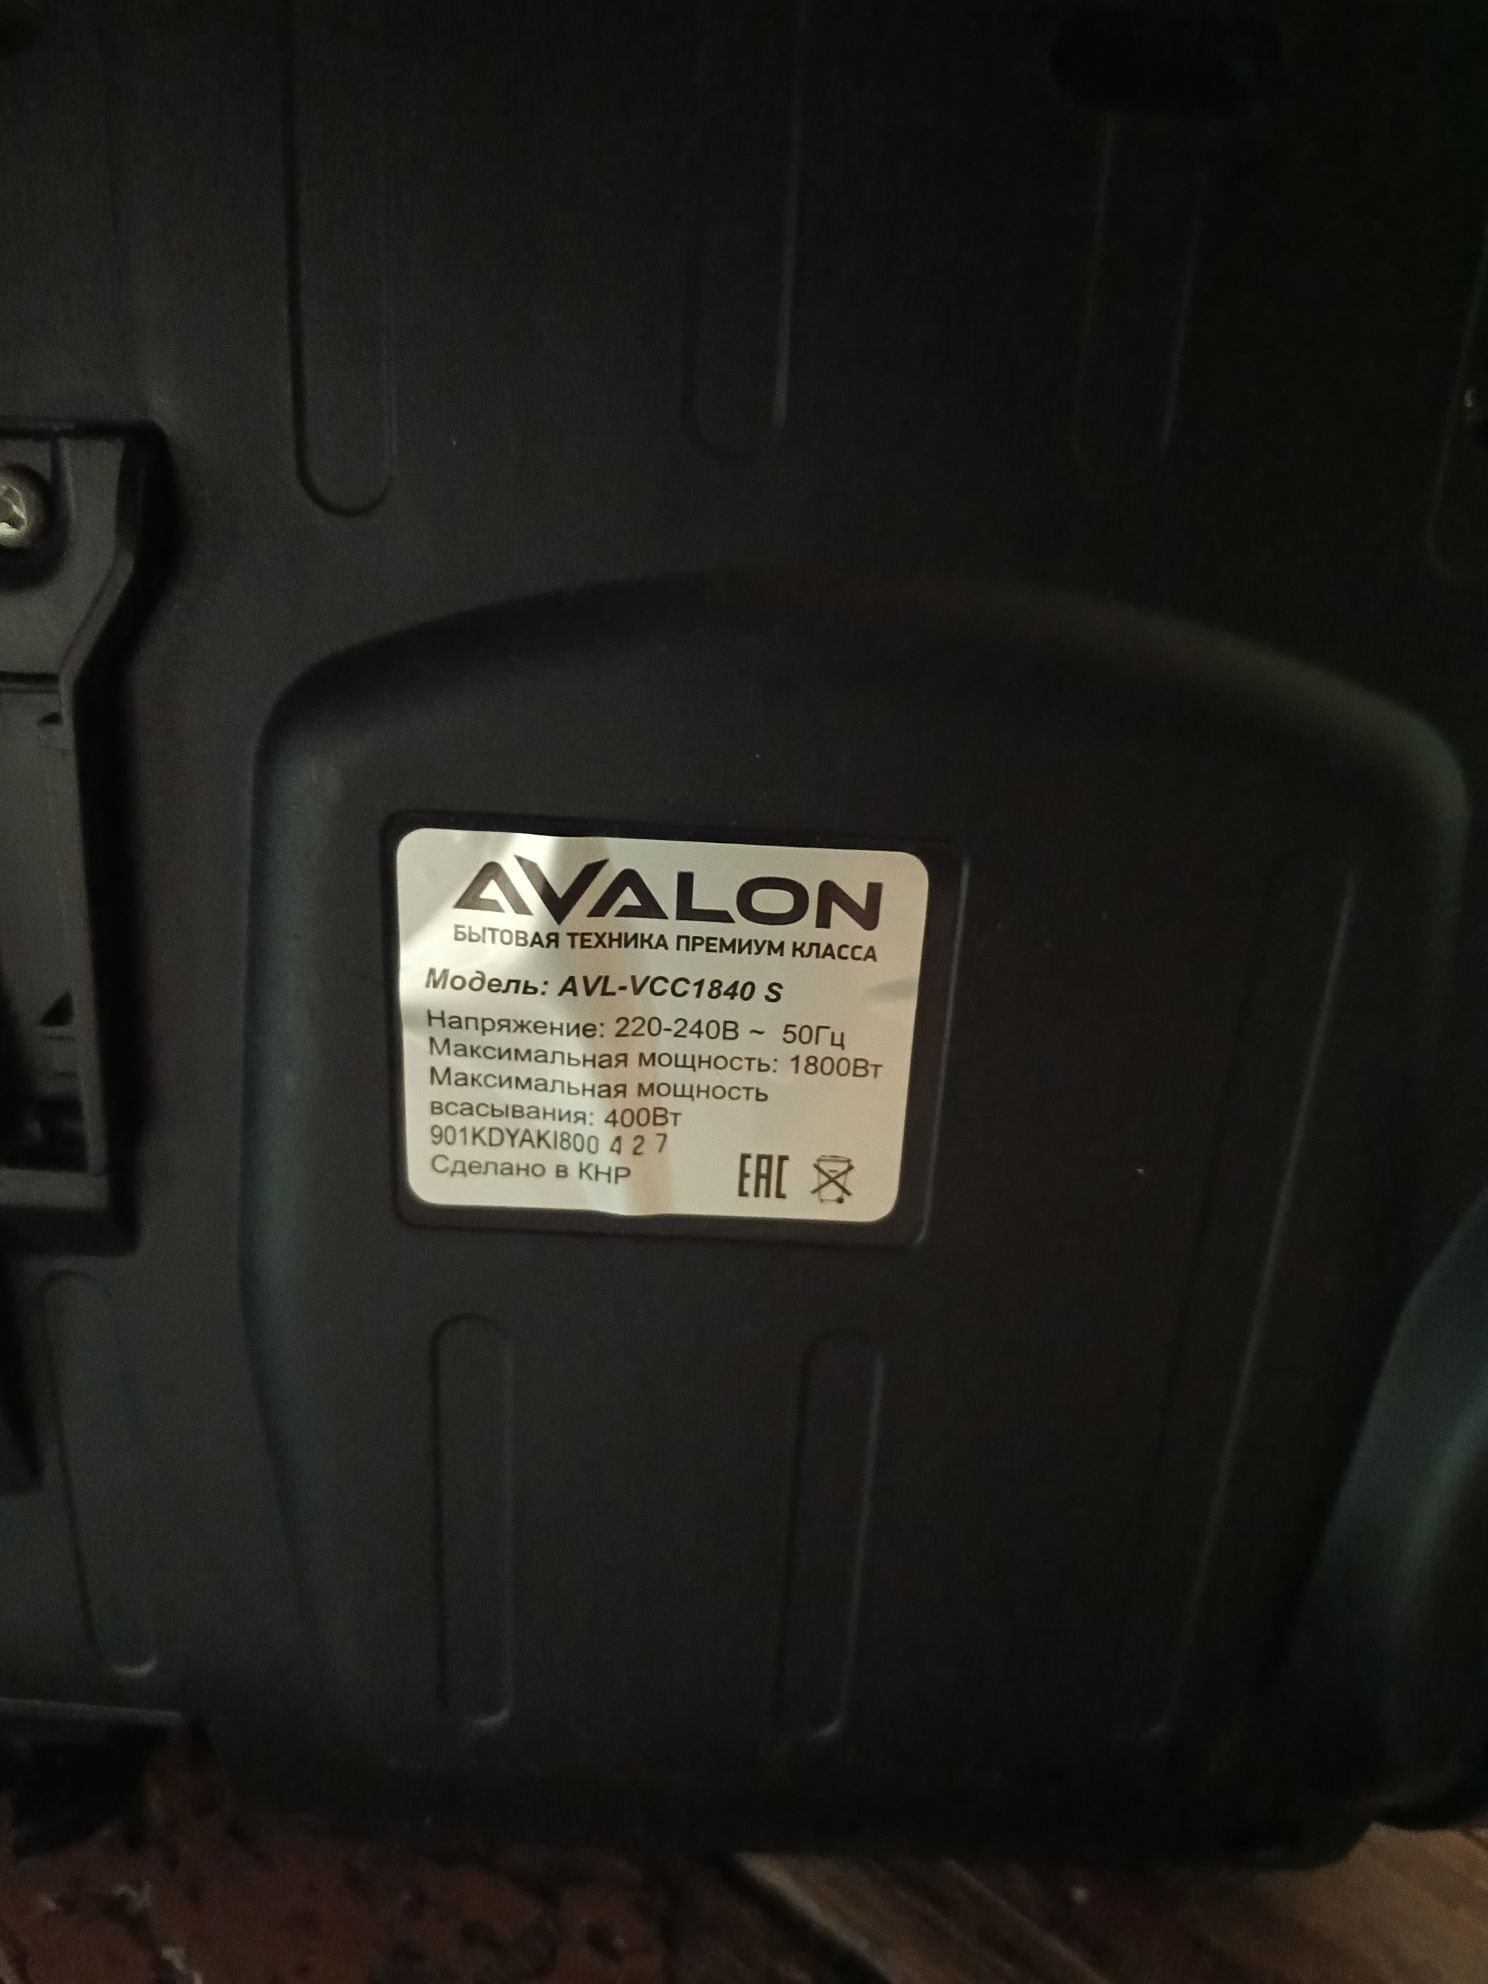 AVALON
БЫТОВАЯ ТЕХНИКА ПРЕМИУМ КЛАССА
Модель: AVL-VCC1840 S
Напряжение: 220-240В ~ 50Гц
Максимальная мощность: 1800Вт
Максимальная мощность
всасывания: 400Вт
901KDYAKI800 4 2 7
Сделано в КНР
EAC